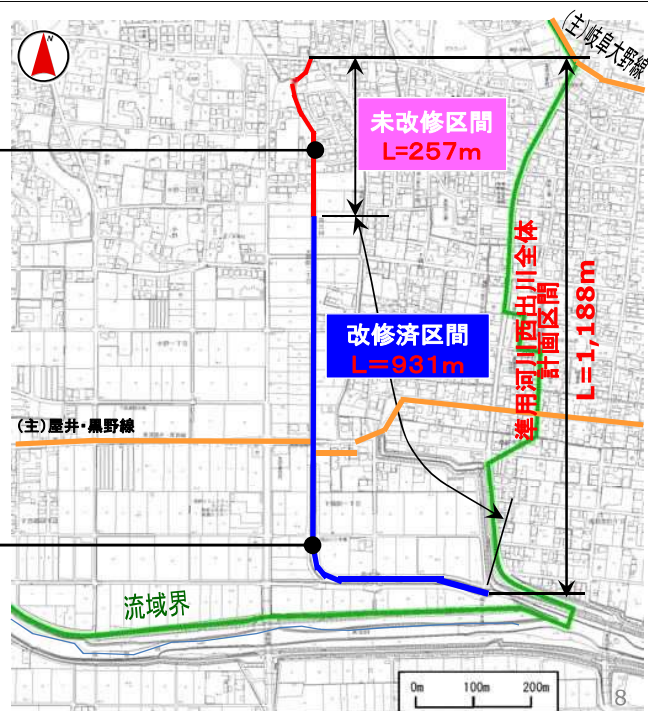 N
(主)岐阜大野線
未改修区間
L=257m
準用河川西出川全体
計画区間
L=1,188m
改修済区間
L=931m
(主)屋井・黒野線
流域界
0m 100m 200m
8